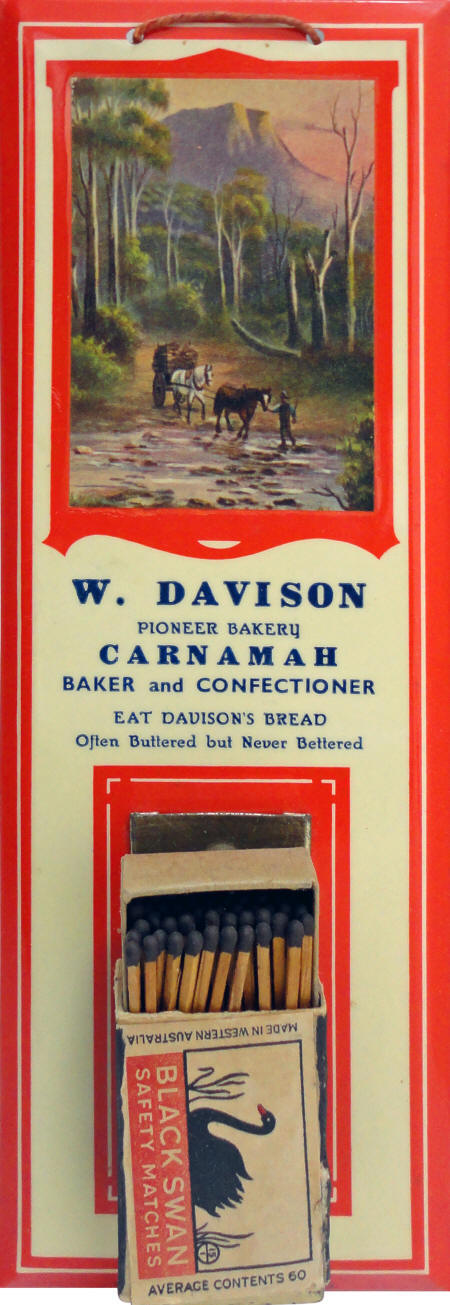 W. DAVISON
PIONEER BAKERY
CARNAMAH
BAKER and CONFECTIONER
EAT DAVISON'S BREAD
Often Buttered but Never Bettered
MADE IN WESTERN AUSTRALIA
BLACK SWAN
SAFETY MATCHES
AVERAGE CONTENTS 60